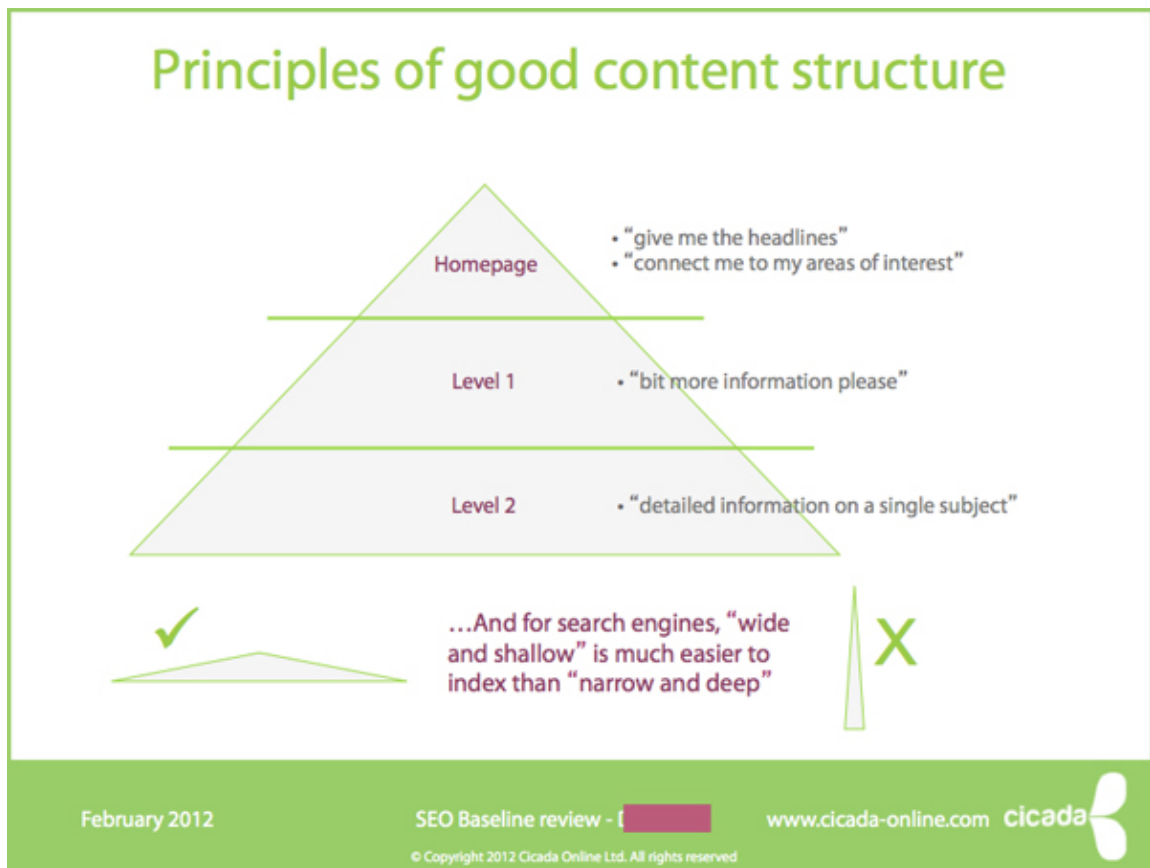 Principles of good content structure
Homepage
• “give me the headlines”
• “connect me to my areas of interest”
Level 1
• “bit more information please”
Level 2
• “detailed information on a single subject”
…And for search engines, “wide
and shallow” is much easier to
index than “narrow and deep”
X
February 2012
SEO Baseline review -
www.cicada-online.com
cicada
© Copyright 2012 Cicada Online Ltd. All rights reserved